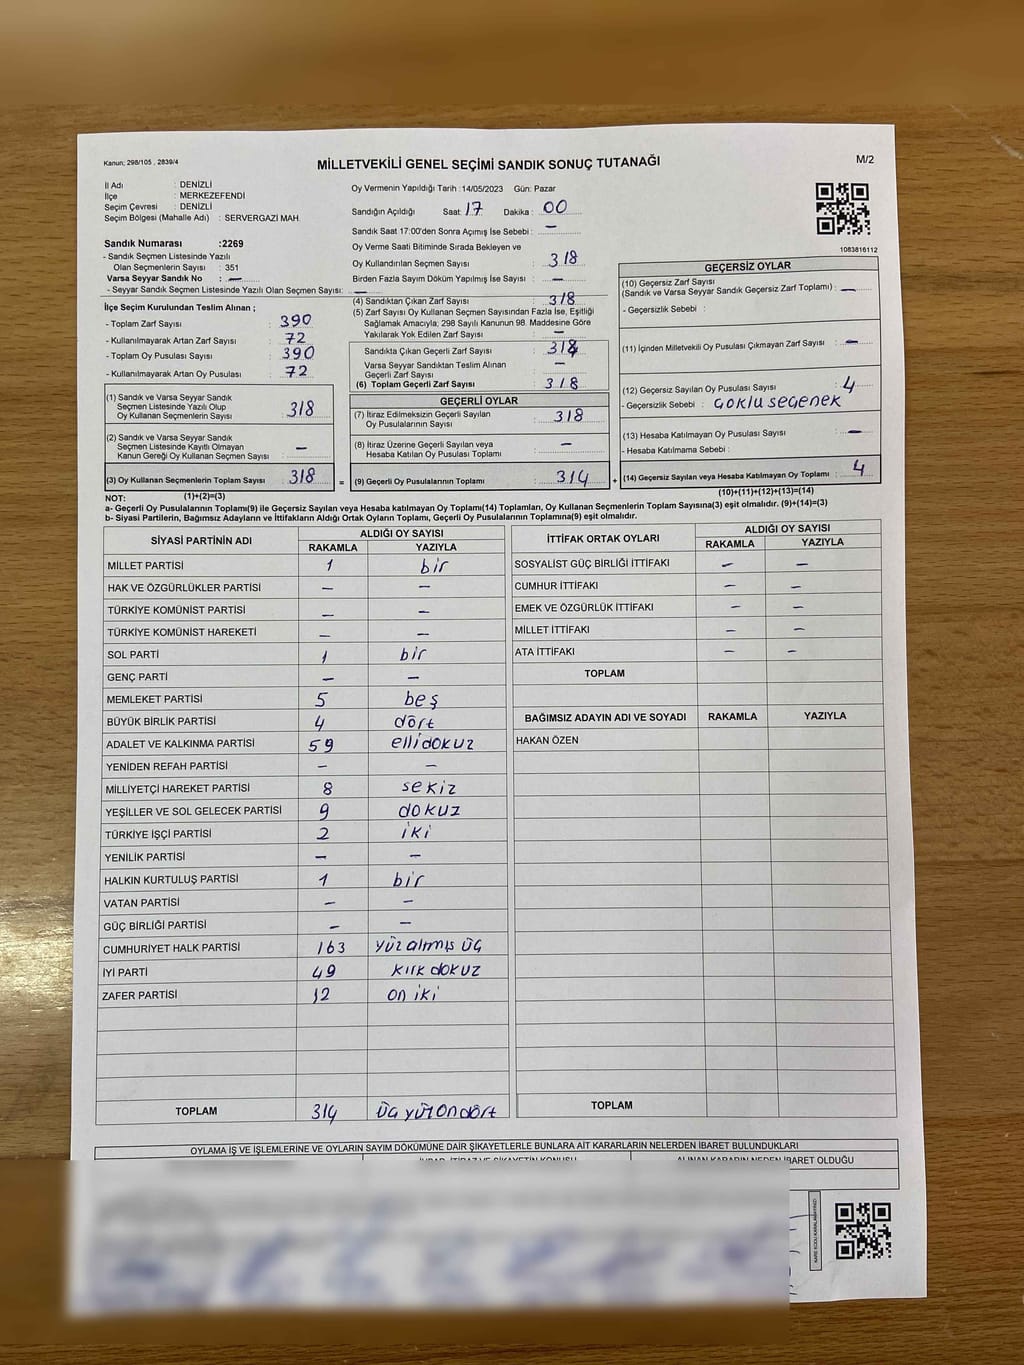 Kanun; 298/105 , 2839/4
MİLLETVEKİLİ GENEL SEÇİMİ SANDIK SONUÇ TUTANAĞI
M/2
İl Adı : DENİZLİ
İlçe : MERKEZEFENDİ
Seçim Çevresi : DENİZLİ
Seçim Bölgesi (Mahalle Adı) : SERVERGAZİ MAH.
Oy Vermenin Yapıldığı Tarih : 14/05/2023 Gün: Pazar
Sandığın Açıldığı Saat: 17 Dakika : 00
Sandık Saat 17:00'den Sonra Açımış İse Sebebi : –
Oy Verme Saati Bitiminde Sırada Bekleyen ve
Oy Kullandırılan Seçmen Sayısı : 318
Birden Fazla Sayım Döküm Yapılmış İse Sayısı : –
1083816112
Sandık Numarası :2269
- Sandık Seçmen Listesinde Yazılı
Olan Seçmenlerin Sayısı : 351
Varsa Seyyar Sandık No : –
- Seyyar Sandık Seçmen Listesinde Yazılı Olan Seçmen Sayısı: –
İlçe Seçim Kurulundan Teslim Alınan ;
- Toplam Zarf Sayısı : 390
- Kullanılmayarak Artan Zarf Sayısı : 72
- Toplam Oy Pusulası Sayısı : 390
- Kullanılmayarak Artan Oy Pusulası : 72
(1) Sandık ve Varsa Seyyar Sandık
Seçmen Listesinde Yazılı Olup
Oy Kullanan Seçmenlerin Sayısı : 318
(2) Sandık ve Varsa Seyyar Sandık
Seçmen Listesinde Kayıtlı Olmayan
Kanun Gereği Oy Kullanan Seçmen Sayısı : –
(3) Oy Kullanan Seçmenlerin Toplam Sayısı : 318
(1)+(2)=(3)
(4) Sandıktan Çıkan Zarf Sayısı : 318
(5) Zarf Sayısı Oy Kullanan Seçmen Sayısından Fazla İse, Eşitliği
Sağlamak Amacıyla; 298 Sayılı Kanunun 98. Maddesine Göre
Yakılarak Yok Edilen Zarf Sayısı : –
Sandıkta Çıkan Geçerli Zarf Sayısı : 318
Varsa Seyyar Sandıktan Teslim Alınan
Geçerli Zarf Sayısı : –
(6) Toplam Geçerli Zarf Sayısı : 318
GEÇERLİ OYLAR
(7) İtiraz Edilmeksizin Geçerli Sayılan
Oy Pusulalarının Sayısı : 318
(8) İtiraz Üzerine Geçerli Sayılan veya
Hesaba Katılan Oy Pusulası Toplamı : –
= (9) Geçerli Oy Pusulalarının Toplamı : 314 +
GEÇERSİZ OYLAR
(10) Geçersiz Zarf Sayısı
(Sandık ve Varsa Seyyar Sandık Geçersiz Zarf Toplamı) : –
- Geçersizlik Sebebi :
(11) İçinden Milletvekili Oy Pusulası Çıkmayan Zarf Sayısı : –
(12) Geçersiz Sayılan Oy Pusulası Sayısı : 4
- Geçersizlik Sebebi : çoklu seçenek
(13) Hesaba Katılmayan Oy Pusulası Sayısı : –
- Hesaba Katılmama Sebebi :
(14) Geçersiz Sayılan veya Hesaba Katılmayan Oy Toplamı : 4
(10)+(11)+(12)+(13)=(14)
NOT:
a- Geçerli Oy Pusulalarının Toplamı(9) ile Geçersiz Sayılan veya Hesaba katılmayan Oy Toplamı(14) Toplamları, Oy Kullanan Seçmenlerin Toplam Sayısına(3) eşit olmalıdır. (9)+(14)=(3)
b- Siyasi Partilerin, Bağımsız Adayların ve İttifakların Aldığı Ortak Oyların Toplamı, Geçerli Oy Pusulalarının Toplamına(9) eşit olmalıdır.
SİYASİ PARTİNİN ADI ALDIĞI OY SAYISI
RAKAMLA YAZIYLA
MİLLET PARTİSİ 1 bir
HAK VE ÖZGÜRLÜKLER PARTİSİ – –
TÜRKİYE KOMÜNİST PARTİSİ – –
TÜRKİYE KOMÜNİST HAREKETİ – –
SOL PARTİ 1 bir
GENÇ PARTİ – –
MEMLEKET PARTİSİ 5 beş
BÜYÜK BİRLİK PARTİSİ 4 dört
ADALET VE KALKINMA PARTİSİ 59 ellidokuz
YENİDEN REFAH PARTİSİ – –
MİLLİYETÇİ HAREKET PARTİSİ 8 sekiz
YEŞİLLER VE SOL GELECEK PARTİSİ 9 dokuz
TÜRKİYE İŞÇİ PARTİSİ 2 iki
YENİLİK PARTİSİ – –
HALKIN KURTULUŞ PARTİSİ 1 bir
VATAN PARTİSİ – –
GÜÇ BİRLİĞİ PARTİSİ – –
CUMHURİYET HALK PARTİSİ 163 yüz atmış üç
İYİ PARTİ 49 kırk dokuz
ZAFER PARTİSİ 12 on iki
TOPLAM 314 üç yüz on dört
İTTİFAK ORTAK OYLARI ALDIĞI OY SAYISI
RAKAMLA YAZIYLA
SOSYALİST GÜÇ BİRLİĞİ İTTİFAKI – –
CUMHUR İTTİFAKI – –
EMEK VE ÖZGÜRLÜK İTTİFAKI – –
MİLLET İTTİFAKI – –
ATA İTTİFAKI – –
TOPLAM
BAĞIMSIZ ADAYIN ADI VE SOYADI RAKAMLA YAZIYLA
HAKAN ÖZEN
TOPLAM
OYLAMA İŞ VE İŞLEMLERİNE VE OYLARIN SAYIM DÖKÜMÜNE DAİR ŞİKAYETLERLE BUNLARA AİT KARARLARIN NELERDEN İBARET BULUNDUKLARI
ALINAN KARARIN NEDEN İBARET OLDUĞU